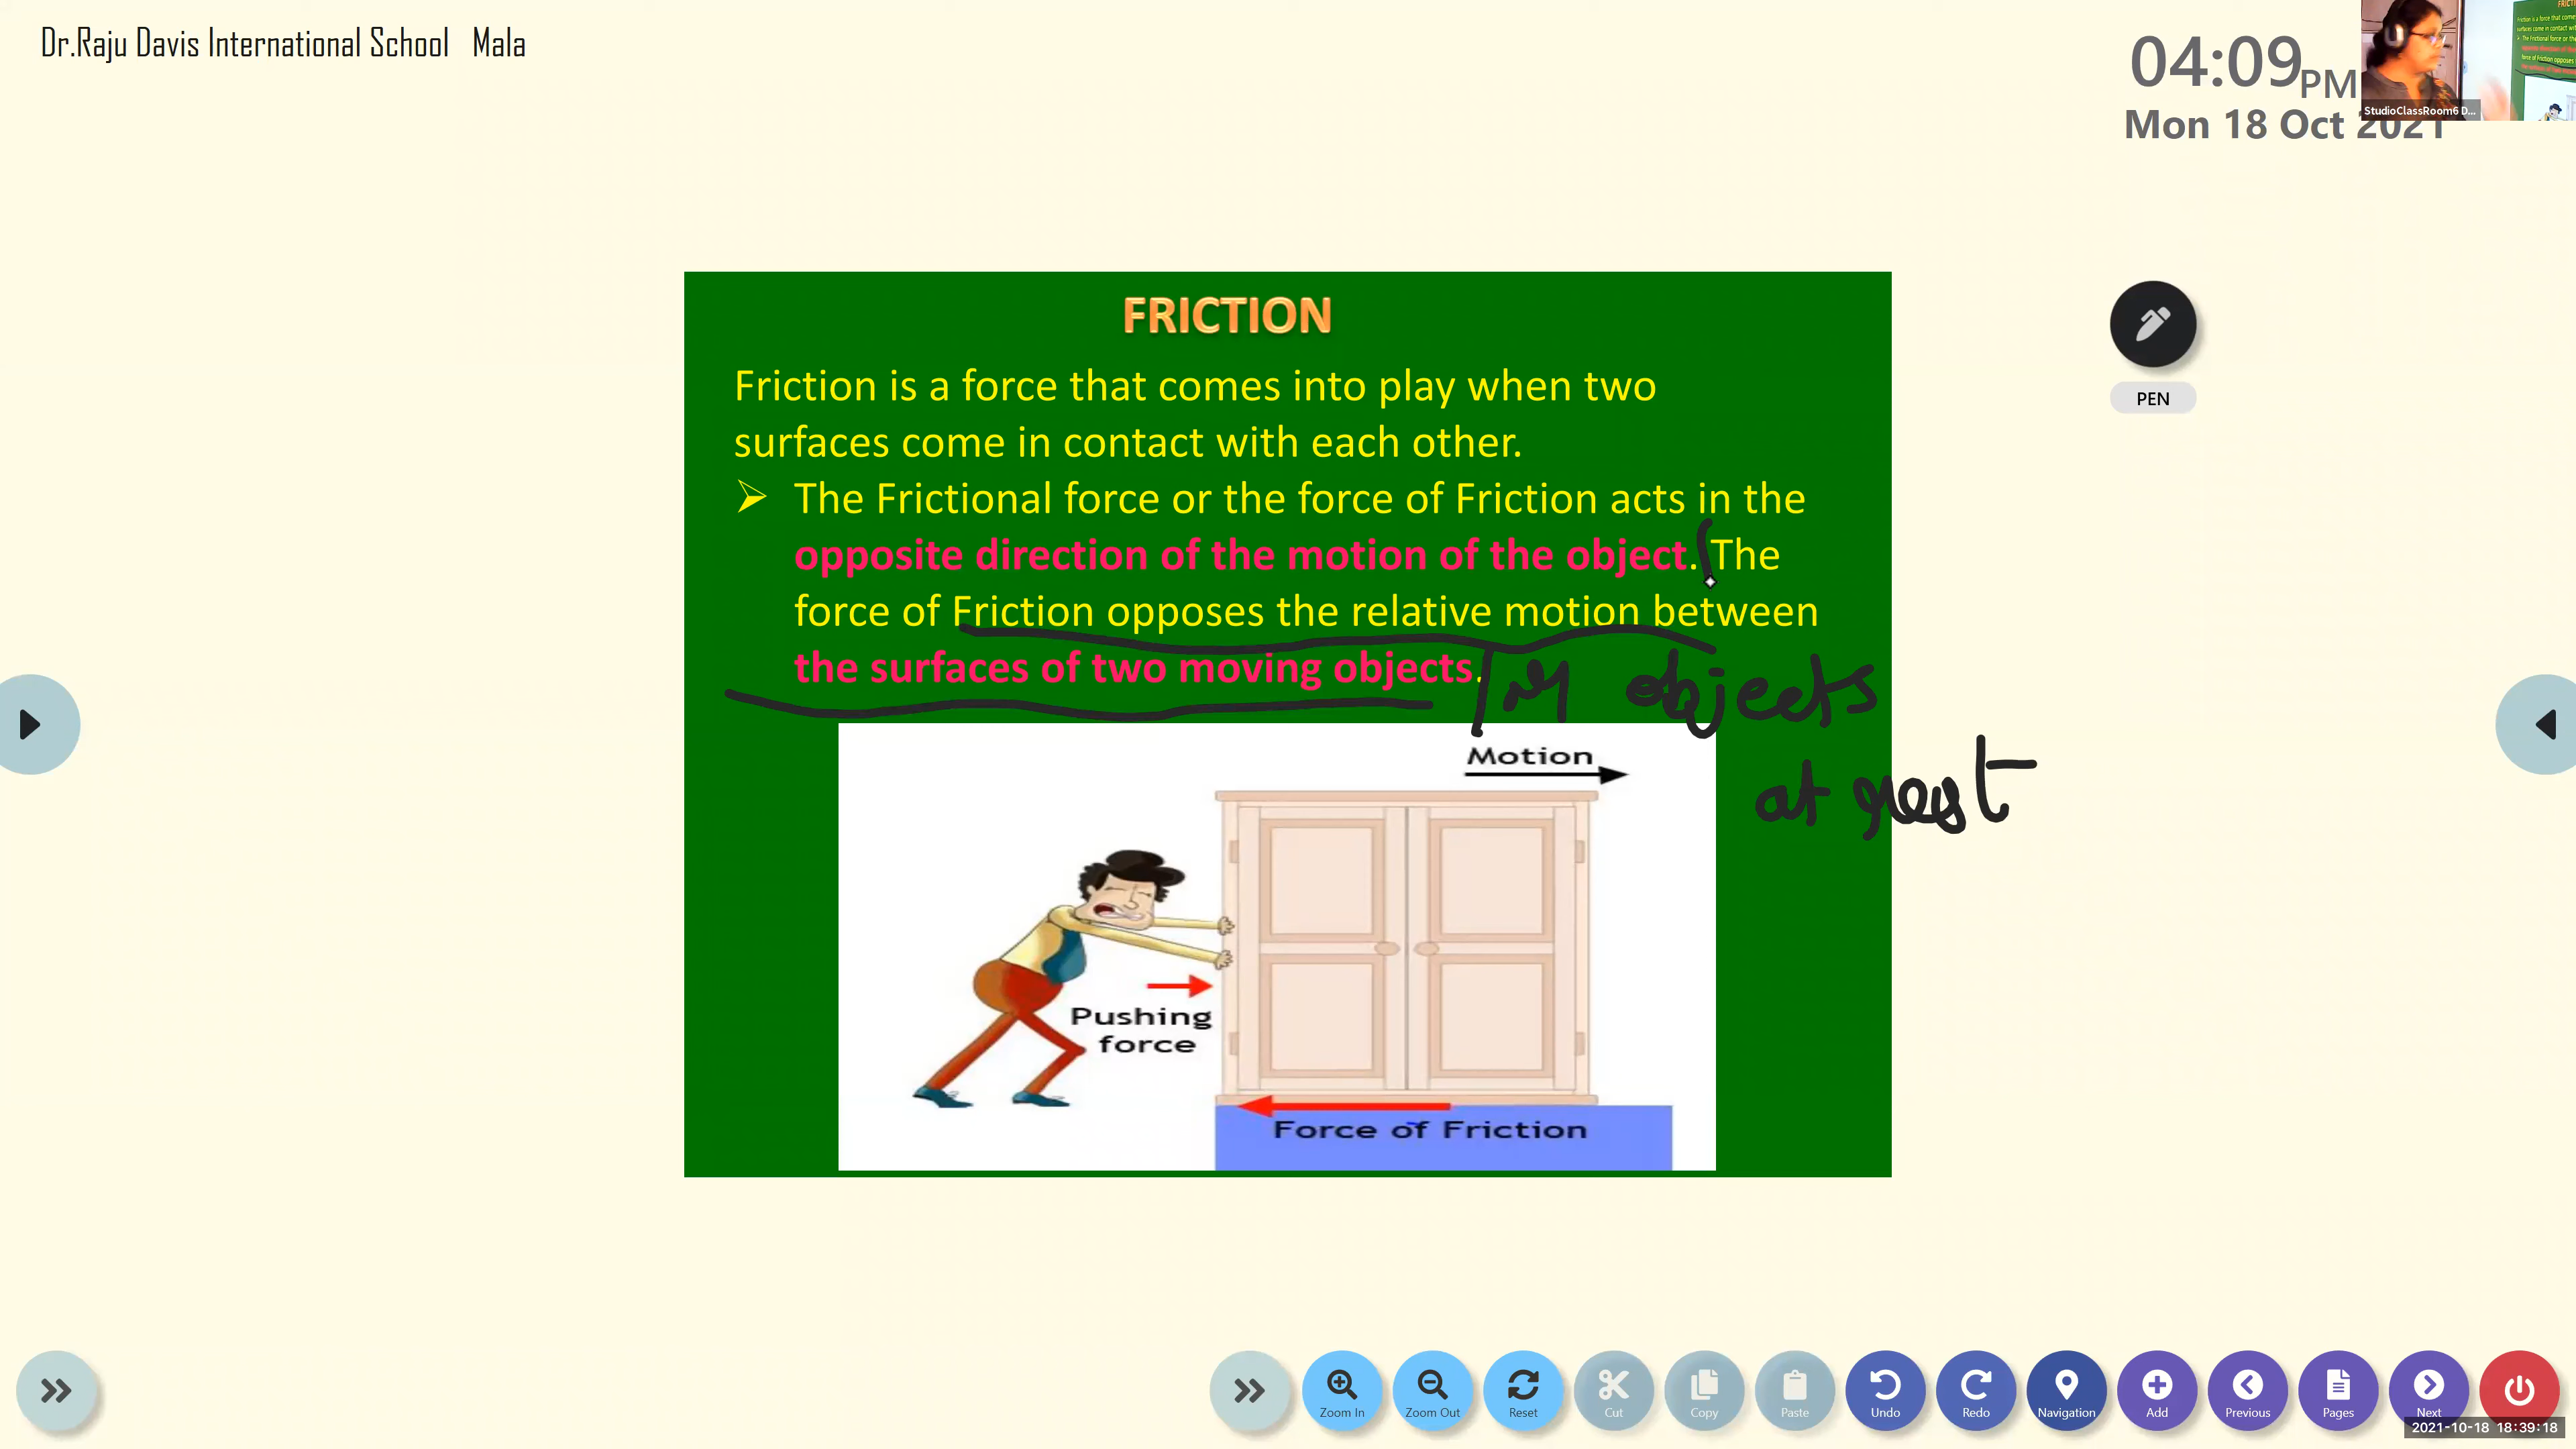 Dr.Raju Davis International School Mala
04:09 PM
Mon 18 Oct 2021
StudioClassRoom6 D...
FRICTION
Friction is a force that comes into play when two
surfaces come in contact with each other.
➢ The Frictional force or the force of Friction acts in the
opposite direction of the motion of the object. The
force of Friction opposes the relative motion between
the surfaces of two moving objects.
objects
at rest
PEN
Motion
Pushing
force
Force of Friction
Zoom In
Zoom Out
Reset
Cut
Copy
Paste
Undo
Redo
Navigation
Add
Previous
Pages
Next
2021-10-18 18:39:18